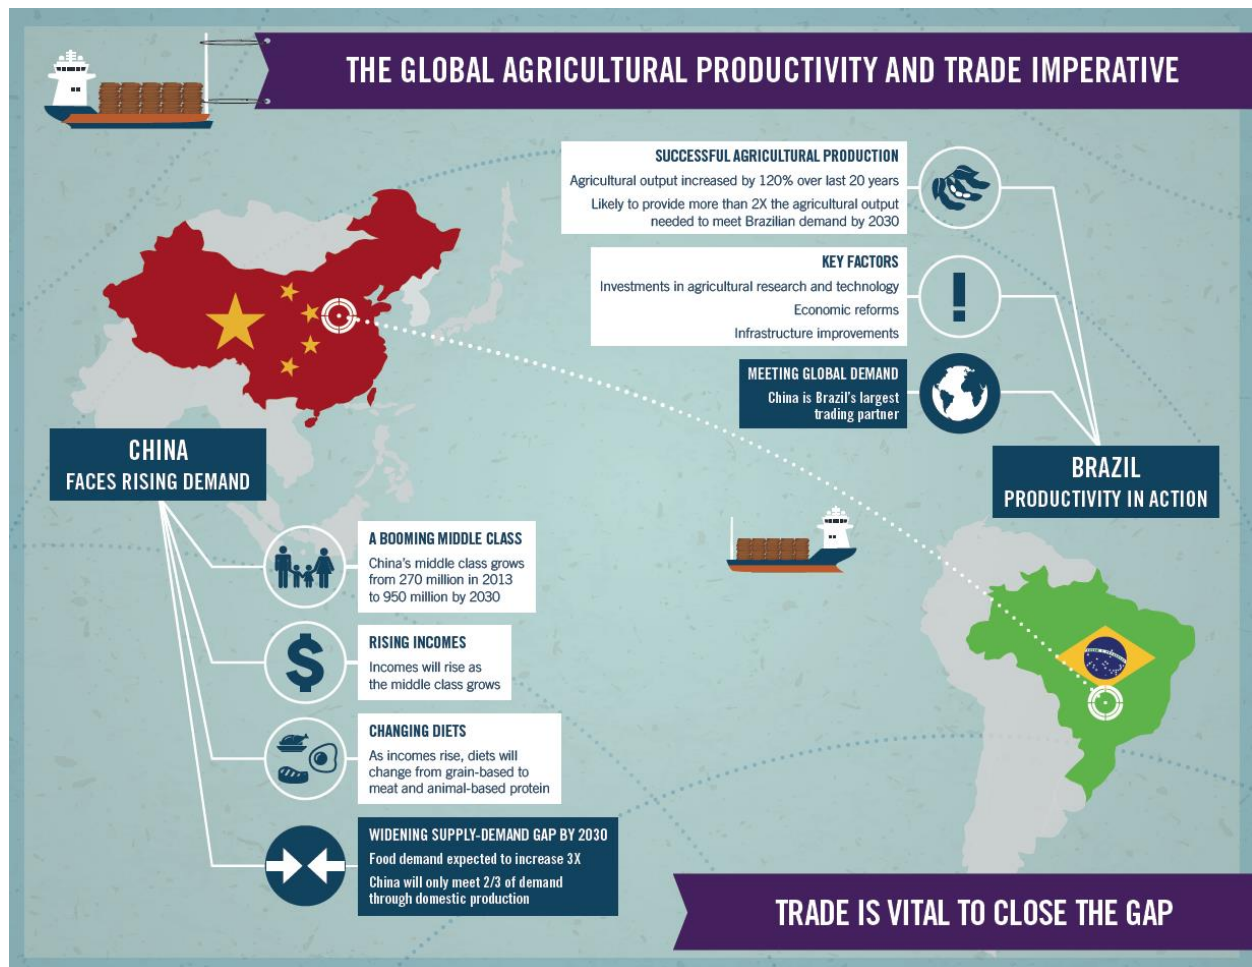 THE GLOBAL AGRICULTURAL PRODUCTIVITY AND TRADE IMPERATIVE
SUCCESSFUL AGRICULTURAL PRODUCTION
Agricultural output increased by 120% over last 20 years
Likely to provide more than 2X the agricultural output
needed to meet Brazilian demand by 2030
KEY FACTORS
Investments in agricultural research and technology
Economic reforms
Infrastructure improvements
MEETING GLOBAL DEMAND
China is Brazil's largest
trading partner
BRAZIL
PRODUCTIVITY IN ACTION
CHINA
FACES RISING DEMAND
A BOOMING MIDDLE CLASS
China's middle class grows
from 270 million in 2013
to 950 million by 2030
$
RISING INCOMES
Incomes will rise as
the middle class grows
CHANGING DIETS
As incomes rise, diets will
change from grain-based to
meat and animal-based protein
WIDENING SUPPLY-DEMAND GAP BY 2030
Food demand expected to increase 3X
China will only meet 2/3 of demand
through domestic production
TRADE IS VITAL TO CLOSE THE GAP